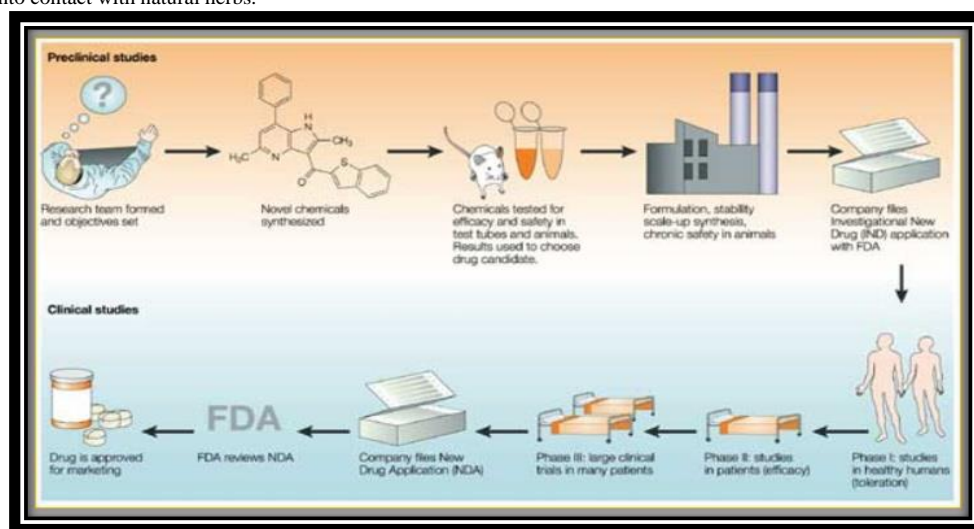 into contact with natural herbs.
Preclinical studies
?
H₃C
N
H
N
CH₃
O
S
Research team formed
and objectives set
Novel chemicals
synthesized
Chemicals tested for
efficacy and safety in
test tubes and animals.
Results used to choose
drug candidate.
Formulation, stability
scale-up synthesis,
chronic safety in animals
Company files
Investigational New
Drug (IND) application
with FDA
Clinical studies
Drug is approved
for marketing
FDA
FDA reviews NDA
Company files New
Drug Application (NDA)
Phase III: large clinical
trials in many patients
Phase II: studies
in patients (efficacy)
Phase I: studies
in healthy humans
(toleration)